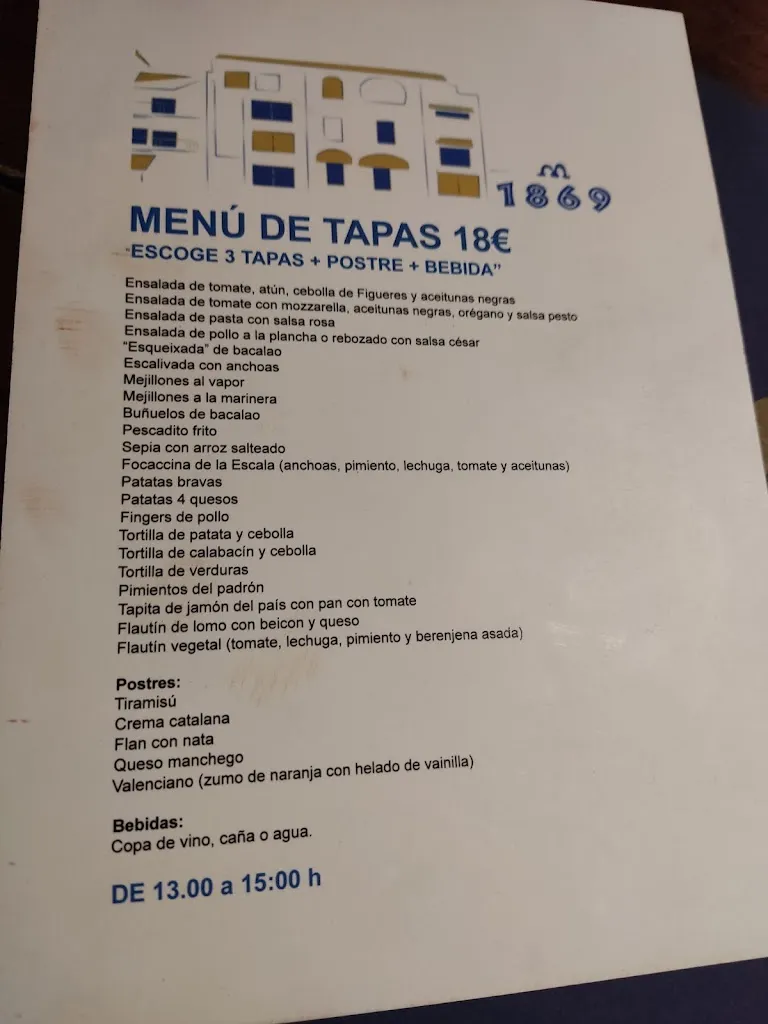 1869
MENÚ DE TAPAS 18€
"ESCOGE 3 TAPAS + POSTRE + BEBIDA"
Ensalada de tomate, atún, cebolla de Figueres y aceitunas negras
Ensalada de tomate con mozzarella, aceitunas negras, orégano y salsa pesto
Ensalada de pasta con salsa rosa
Ensalada de pollo a la plancha o rebozado con salsa césar
"Esqueixada" de bacalao
Escalivada con anchoas
Mejillones al vapor
Mejillones a la marinera
Buñuelos de bacalao
Pescadito frito
Sepia con arroz salteado
Focaccina de la Escala (anchoas, pimiento, lechuga, tomate y aceitunas)
Patatas bravas
Patatas 4 quesos
Fingers de pollo
Tortilla de patata y cebolla
Tortilla de calabacín y cebolla
Tortilla de verduras
Pimientos del padrón
Tapita de jamón del país con pan con tomate
Flautín de lomo con beicon y queso
Flautín vegetal (tomate, lechuga, pimiento y berenjena asada)
Postres:
Tiramisú
Crema catalana
Flan con nata
Queso manchego
Valenciano (zumo de naranja con helado de vainilla)
Bebidas:
Copa de vino, caña o agua.
DE 13.00 a 15:00 h